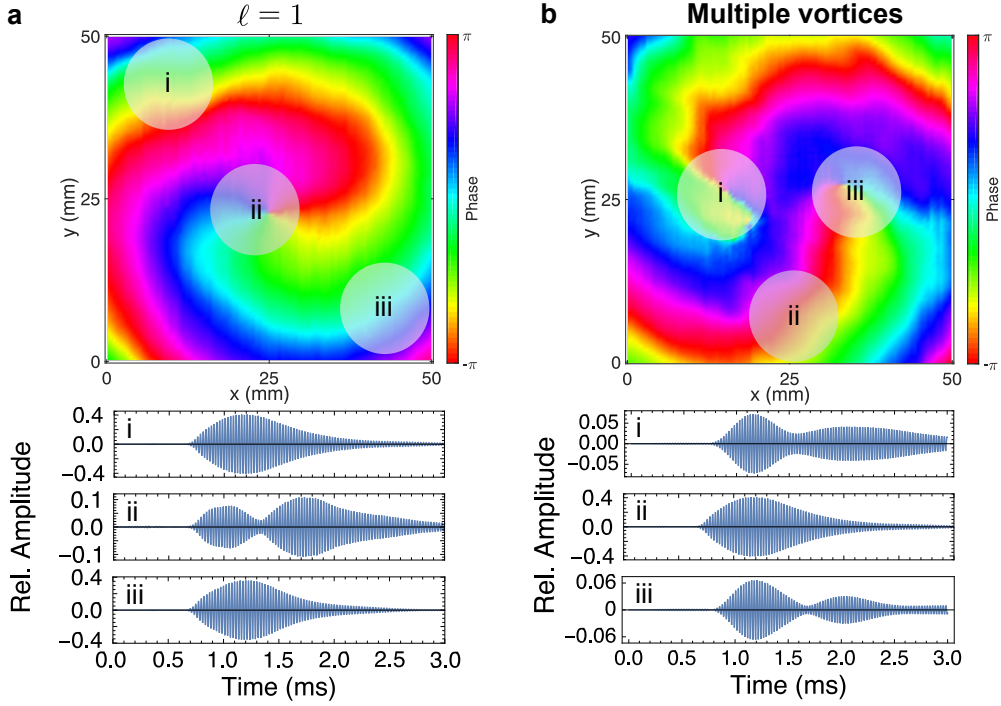 a
ℓ = 1
50
i
ii
iii
25
0
y (mm)
0
25
50
x (mm)
π
Phase
-π
i
0.4
0.0
−0.4
ii
0.1
0.0
−0.1
iii
0.4
0.0
−0.4
Rel. Amplitude
0.0
0.5
1.0
1.5
2.0
2.5
3.0
Time (ms)
b
Multiple vortices
50
i
iii
ii
25
0
y (mm)
0
25
50
x (mm)
π
Phase
-π
i
0.05
0.00
−0.05
ii
0.4
0.0
−0.4
iii
0.06
0
−0.06
Rel. Amplitude
0.0
0.5
1.0
1.5
2.0
2.5
3.0
Time (ms)